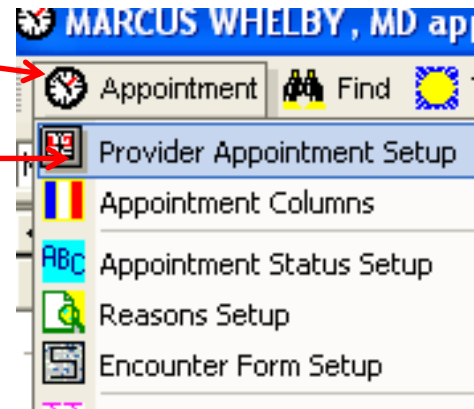 MARCUS WHELBY, MD ap
Appointment Find
Provider Appointment Setup
Appointment Columns
ABC Appointment Status Setup
Reasons Setup
Encounter Form Setup